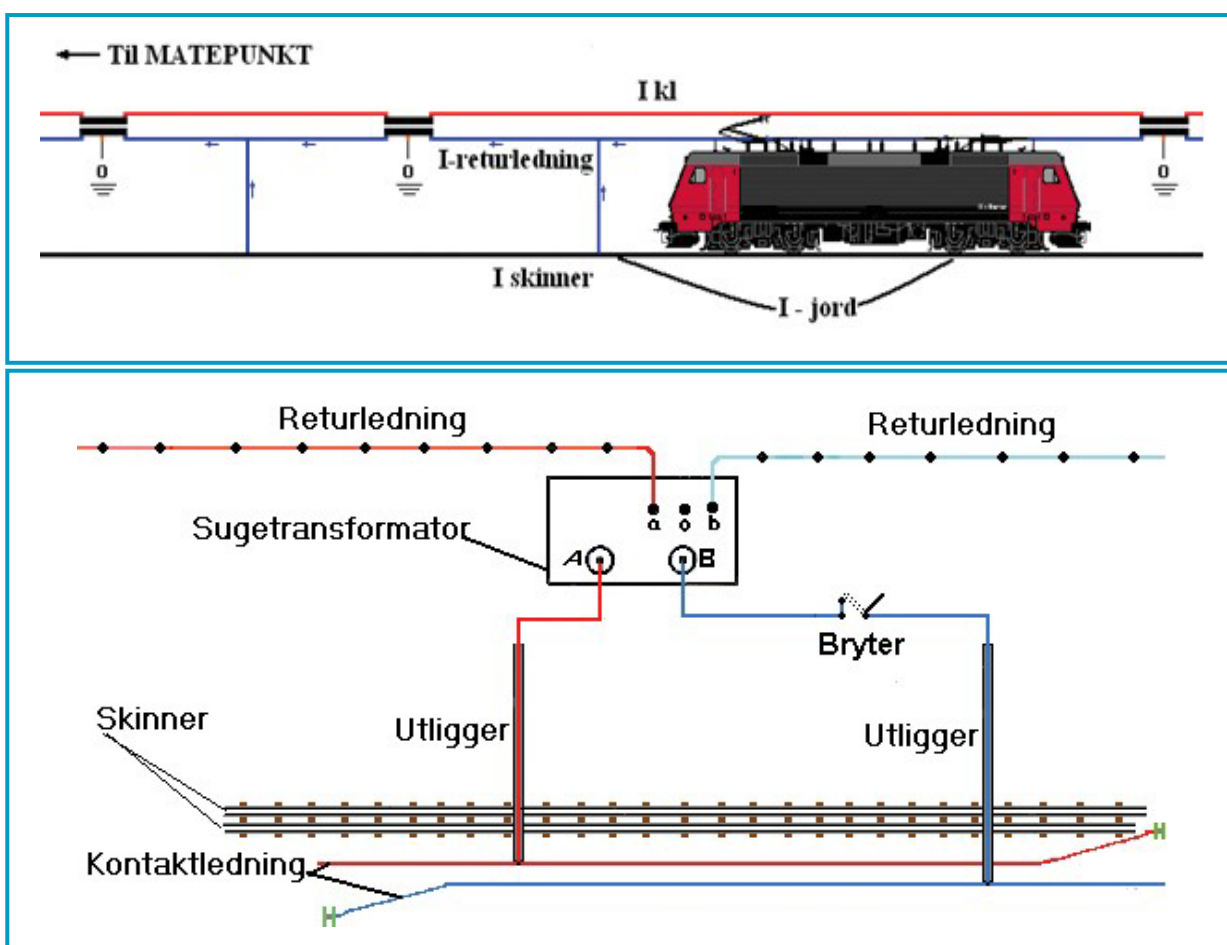 Til MATEPUNKT
I kl
0
0
I-returledning
0
I skinner
I - jord
Returledning
Returledning
Sugetransformator
a o b
A B
Bryter
Skinner
Utligger
Utligger
Kontaktledning